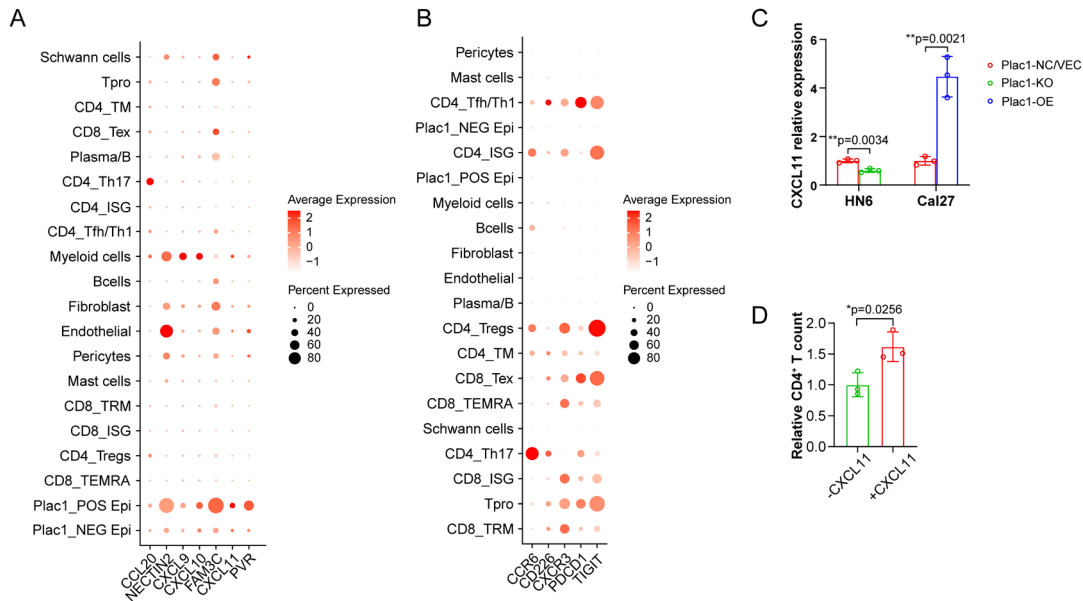 A
Schwann cells
Tpro
CD4_TM
CD8_Tex
Plasma/B
CD4_Th17
CD4_ISG
CD4_Tfh/Th1
Myeloid cells
Bcells
Fibroblast
Endothelial
Pericytes
Mast cells
CD8_TRM
CD8_ISG
CD4_Tregs
CD8_TEMRA
Plac1_POS Epi
Plac1_NEG Epi
CCL20
NECTIN2
CXCL9
CXCL10
FAM3C
CXCL11
PVR
Average Expression
2
1
0
−1
Percent Expressed
0
20
40
60
80
B
Pericytes
Mast cells
CD4_Tfh/Th1
Plac1_NEG Epi
CD4_ISG
Plac1_POS Epi
Myeloid cells
Bcells
Fibroblast
Endothelial
Plasma/B
CD4_Tregs
CD4_TM
CD8_Tex
CD8_TEMRA
Schwann cells
CD4_Th17
CD8_ISG
Tpro
CD8_TRM
CCR6
CD226
CXCR3
PDCD1
TIGIT
Average Expression
2
1
0
−1
Percent Expressed
0
20
40
60
80
C
CXCL11 relative expression
6
4
2
1
0
**p=0.0034
**p=0.0021
HN6
Cal27
Plac1-NC/VEC
Plac1-KO
Plac1-OE
D
Relative CD4⁺ T count
2.0
1.5
1.0
0.5
0.0
*p=0.0256
-CXCL11
+CXCL11